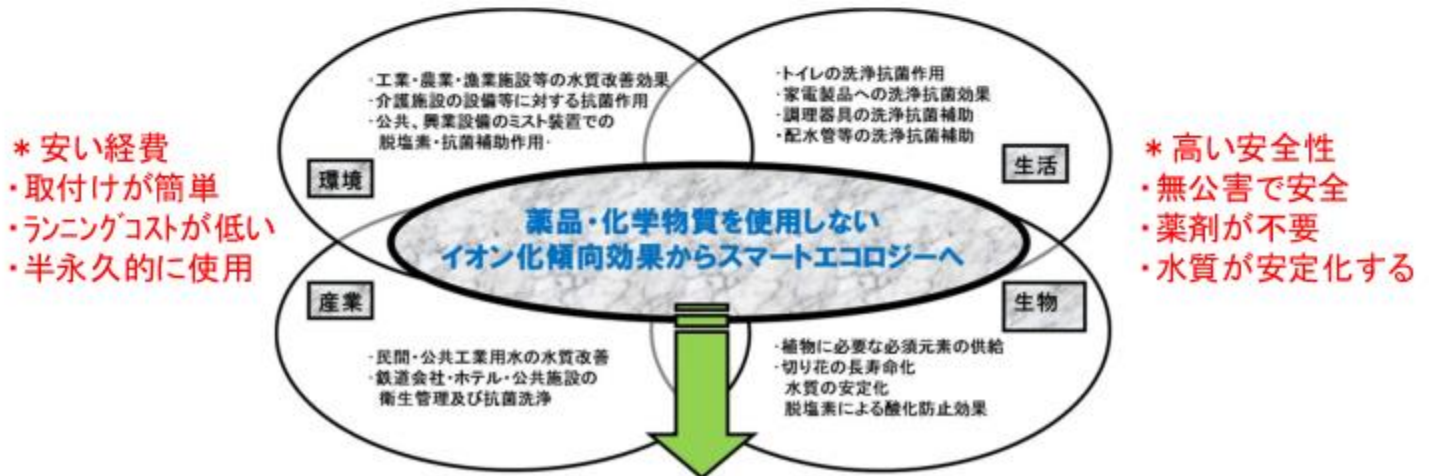 ・工業・農業・漁業施設等の水質改善効果
・介護施設の設備等に対する抗菌作用
・公共、興業設備のミスト装置での
脱塩素・抗菌補助作用・
環境
・トイレの洗浄抗菌作用
・家電製品への洗浄抗菌効果
・調理器具の洗浄抗菌補助
・配水管等の洗浄抗菌補助
生活
＊安い経費
・取付けが簡単
・ランニングコストが低い
・半永久的に使用
薬品・化学物質を使用しない
イオン化傾向効果からスマートエコロジーへ
＊高い安全性
・無公害で安全
・薬剤が不要
・水質が安定化する
産業
・民間・公共工業用水の水質改善
・鉄道会社・ホテル・公共施設の
衛生管理及び抗菌洗浄
生物
・植物に必要な必須元素の供給
・切り花の長寿命化
水質の安定化
脱塩素による酸化防止効果